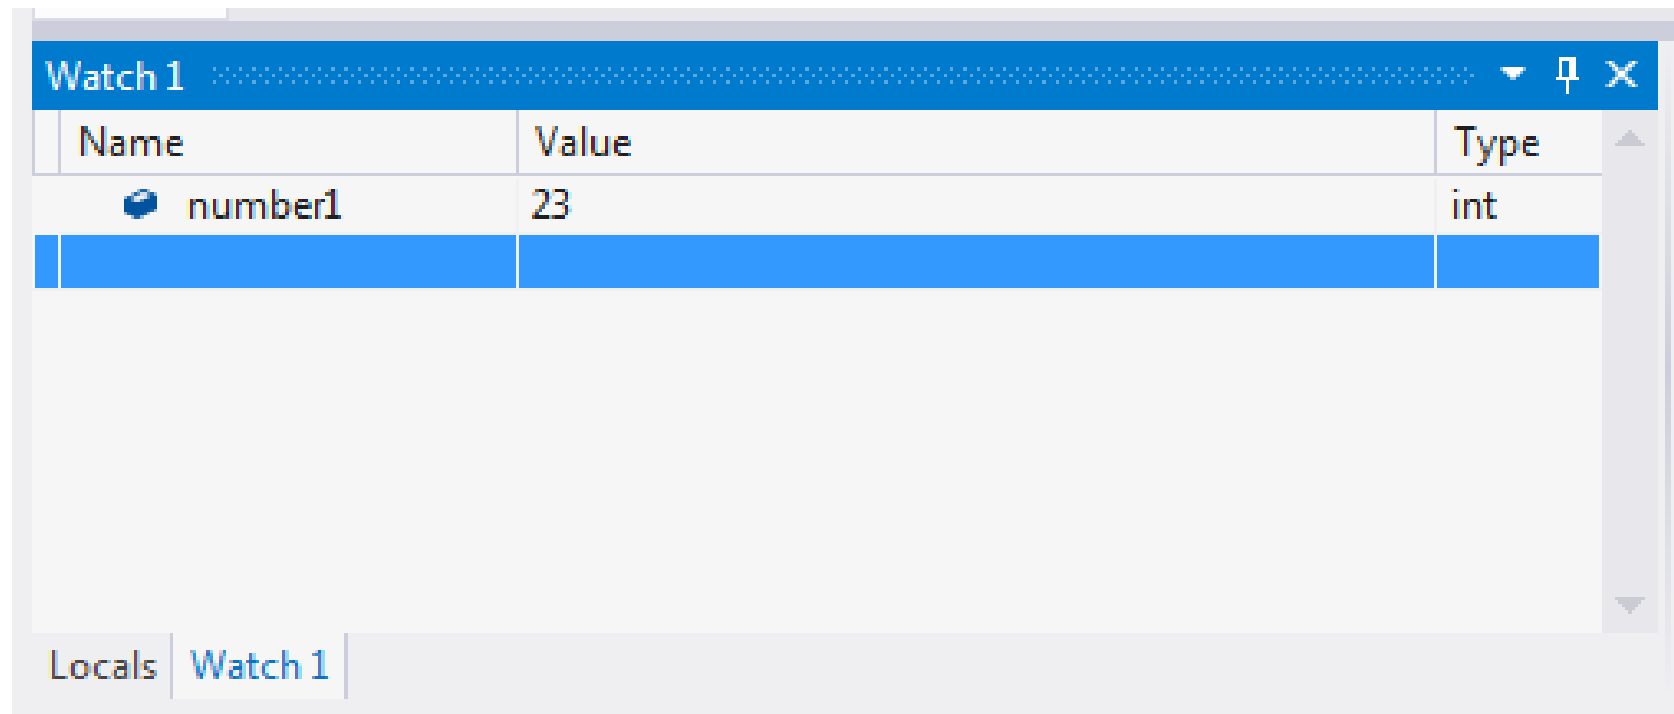 Watch 1
Name Value Type
number1 23 int
Locals Watch 1